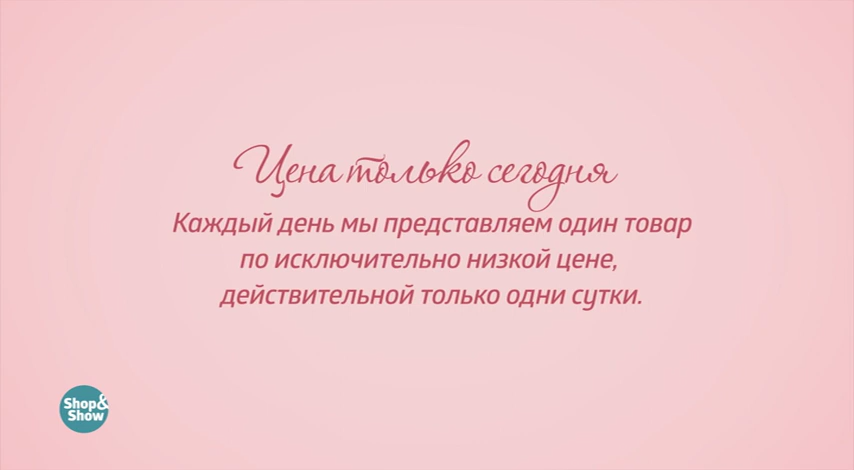 Цена только сегодня
Каждый день мы представляем один товар
по исключительно низкой цене,
действительной только одни сутки.
Shop&
Show